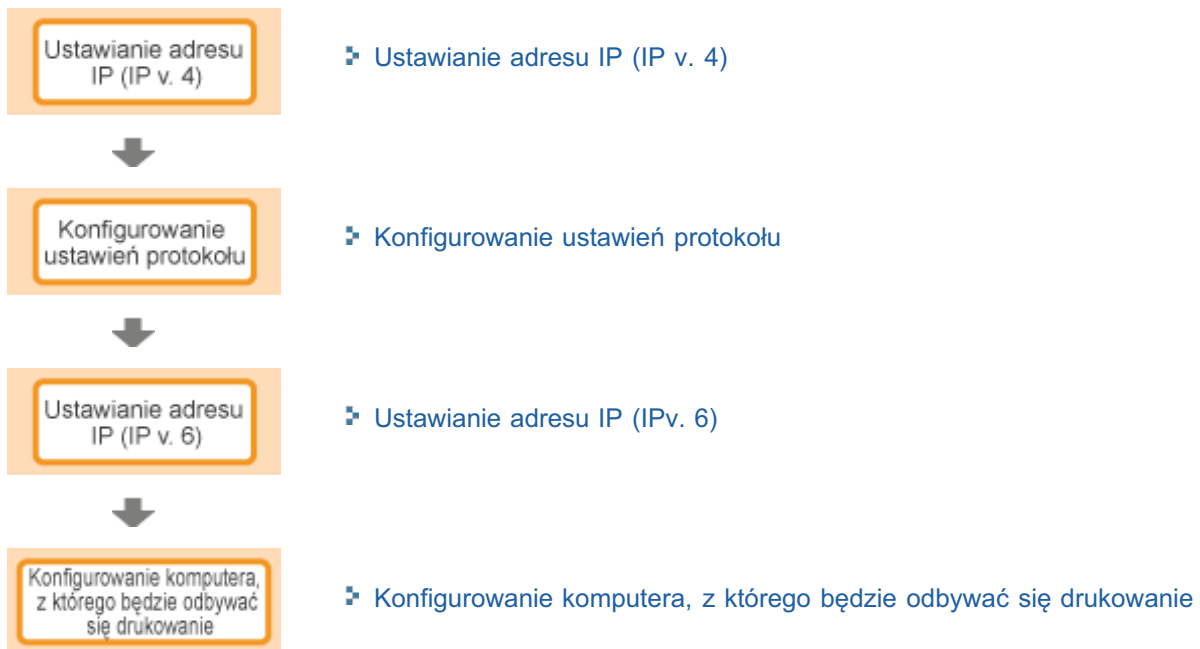 Ustawianie adresu
IP (IP v. 4)
Ustawianie adresu IP (IP v. 4)
Konfigurowanie
ustawień protokołu
Konfigurowanie ustawień protokołu
Ustawianie adresu
IP (IP v. 6)
Ustawianie adresu IP (IPv. 6)
Konfigurowanie komputera,
z którego będzie odbywać
się drukowanie
Konfigurowanie komputera, z którego będzie odbywać się drukowanie